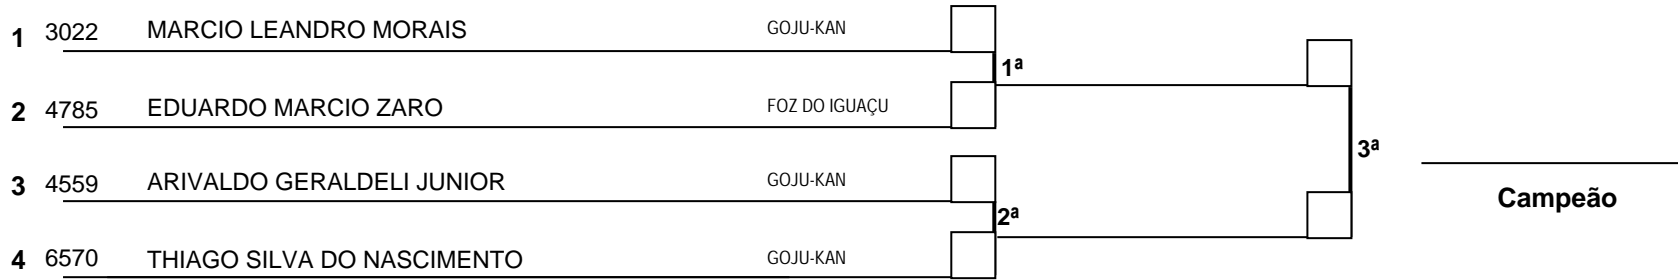 1 3022 MARCIO LEANDRO MORAIS GOJU-KAN
1ª
2 4785 EDUARDO MARCIO ZARO FOZ DO IGUAÇU
3ª
3 4559 ARIVALDO GERALDELI JUNIOR GOJU-KAN
Campeão
2ª
4 6570 THIAGO SILVA DO NASCIMENTO GOJU-KAN